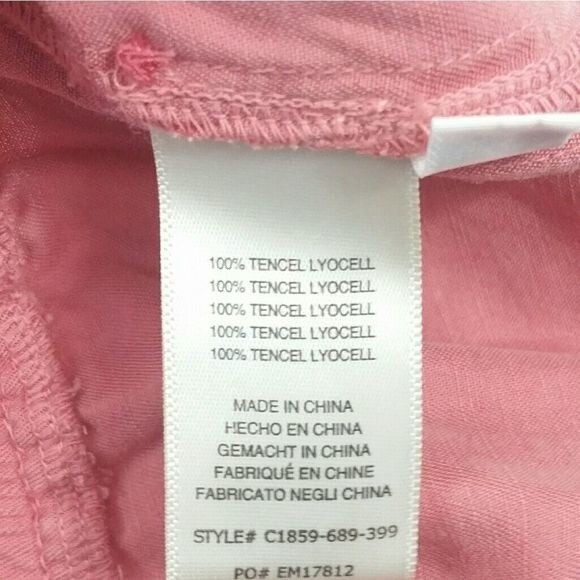 100% TENCEL LYOCELL
100% TENCEL LYOCELL
100% TENCEL LYOCELL
100% TENCEL LYOCELL
100% TENCEL LYOCELL
MADE IN CHINA
HECHO EN CHINA
GEMACHT IN CHINA
FABRIQUÉ EN CHINE
FABRICATO NEGLI CHINA
STYLE# C1859-689-399
PO# EM17812